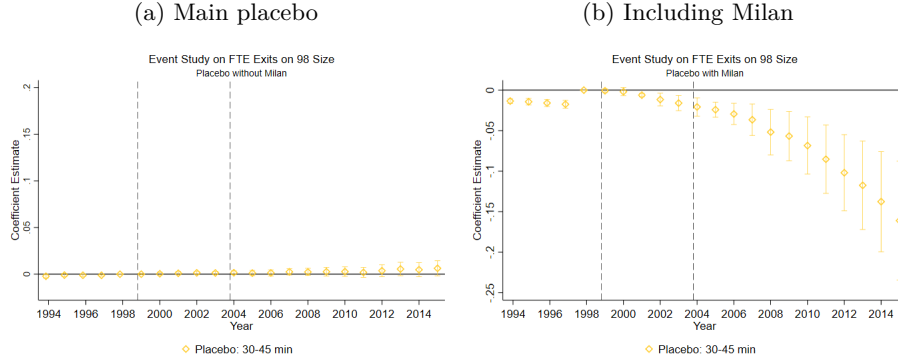 (a) Main placebo
Event Study on FTE Exits on 98 Size
Placebo without Milan
Coefficient Estimate
.2
.15
.1
.05
0
1994 1996 1998 2000 2002 2004 2006 2008 2010 2012 2014
Year
Placebo: 30-45 min
(b) Including Milan
Event Study on FTE Exits on 98 Size
Placebo with Milan
Coefficient Estimate
0
-.05
-.1
-.15
-.2
-.25
1994 1996 1998 2000 2002 2004 2006 2008 2010 2012 2014
Year
Placebo: 30-45 min